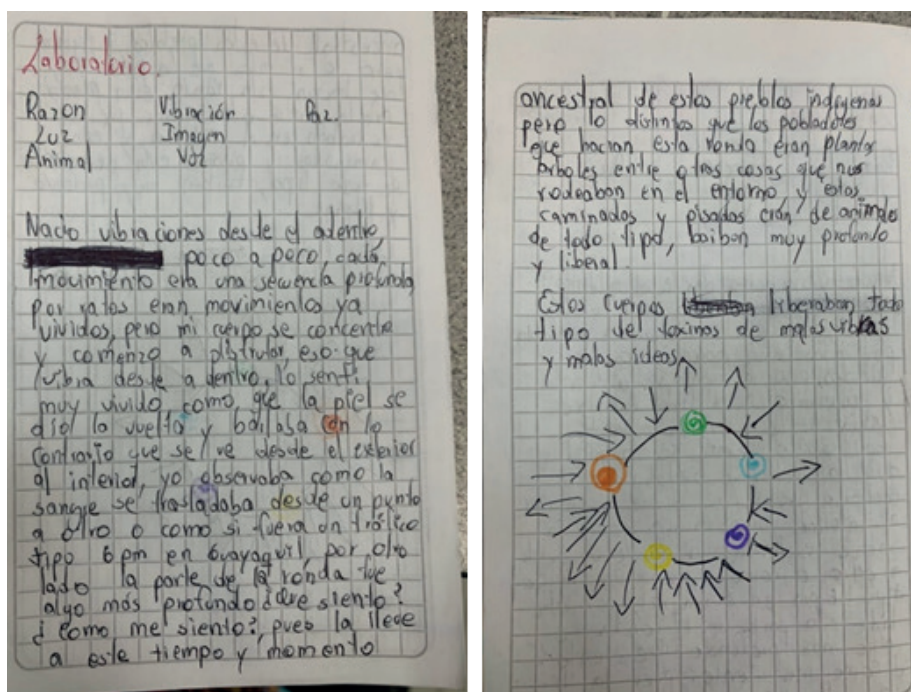 Laboratorio.
Razon Vibración Paz
Luz Imagen
Animal Voz
Nacio vibraciones desde el adentro,
poco a poco, cada
movimiento era una secuencia profunda
por ratos eran movimientos ya
vividos, pero mi cuerpo se concentro
y comenzo a disfrutar eso que
vibia desde a dentro, lo senti
muy vivido como que la piel se
dio la vuelta y bailaba en lo
contrario que se ve desde el exterior
al interior, yo observaba como la
sangre se trasladaba desde un punto
a otro o como si fuera un tráfico
tipo 6 pm en Guayaquil, por otro
lado la parte de la ronda fue
algo más profundo ¿que siento?
¿como me siento?, pues la lleve
a este tiempo y momento
ancestral de estos pueblos indigenas
pero lo distintos que los pobladores
que hacian esta ronda eran plantas
árboles entre otras cosas que nos
rodeaban en el entorno y estos
caminados y pisados de animales
de todo tipo, muy profundo
y liberal.
Estos cuerpos liberaban todo
tipo de toxinos de malas vibras
y malas ideas